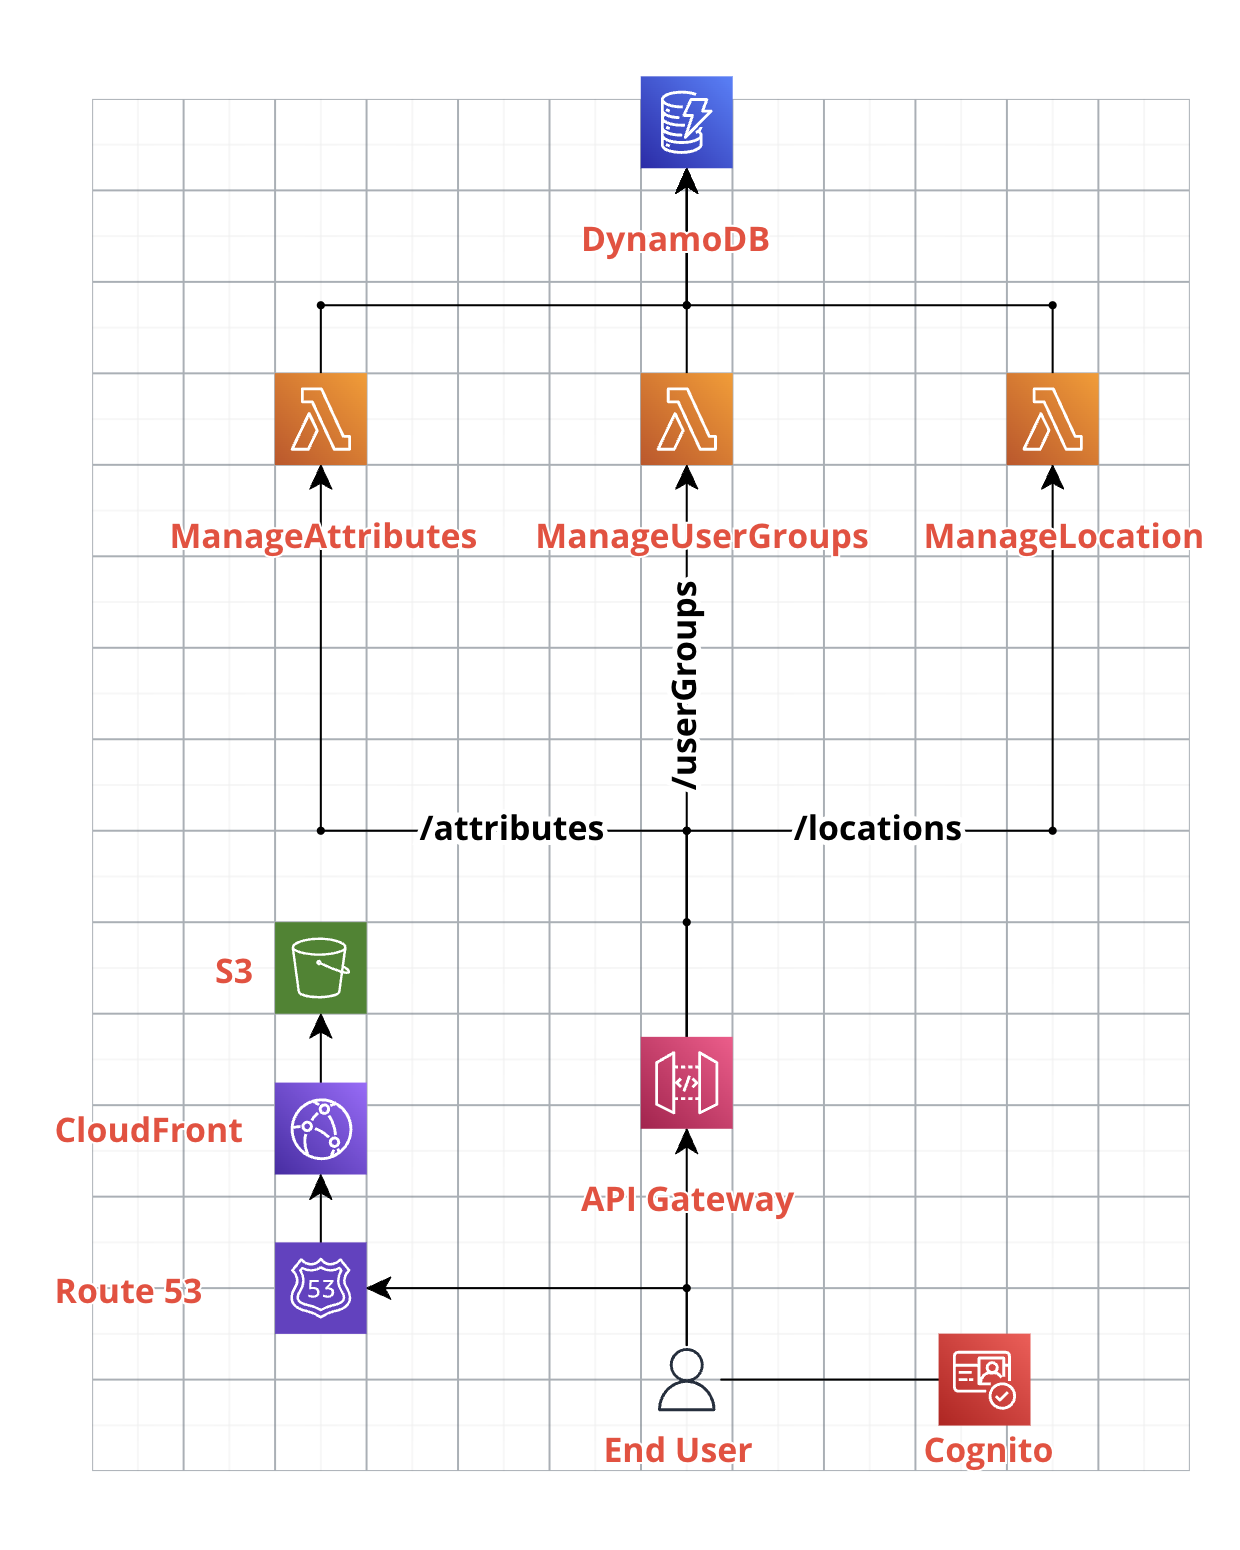 DynamoDB
ManageAttributes
ManageUserGroups
ManageLocation
/userGroups
/attributes
/locations
S3
CloudFront
API Gateway
Route 53
53
End User
Cognito